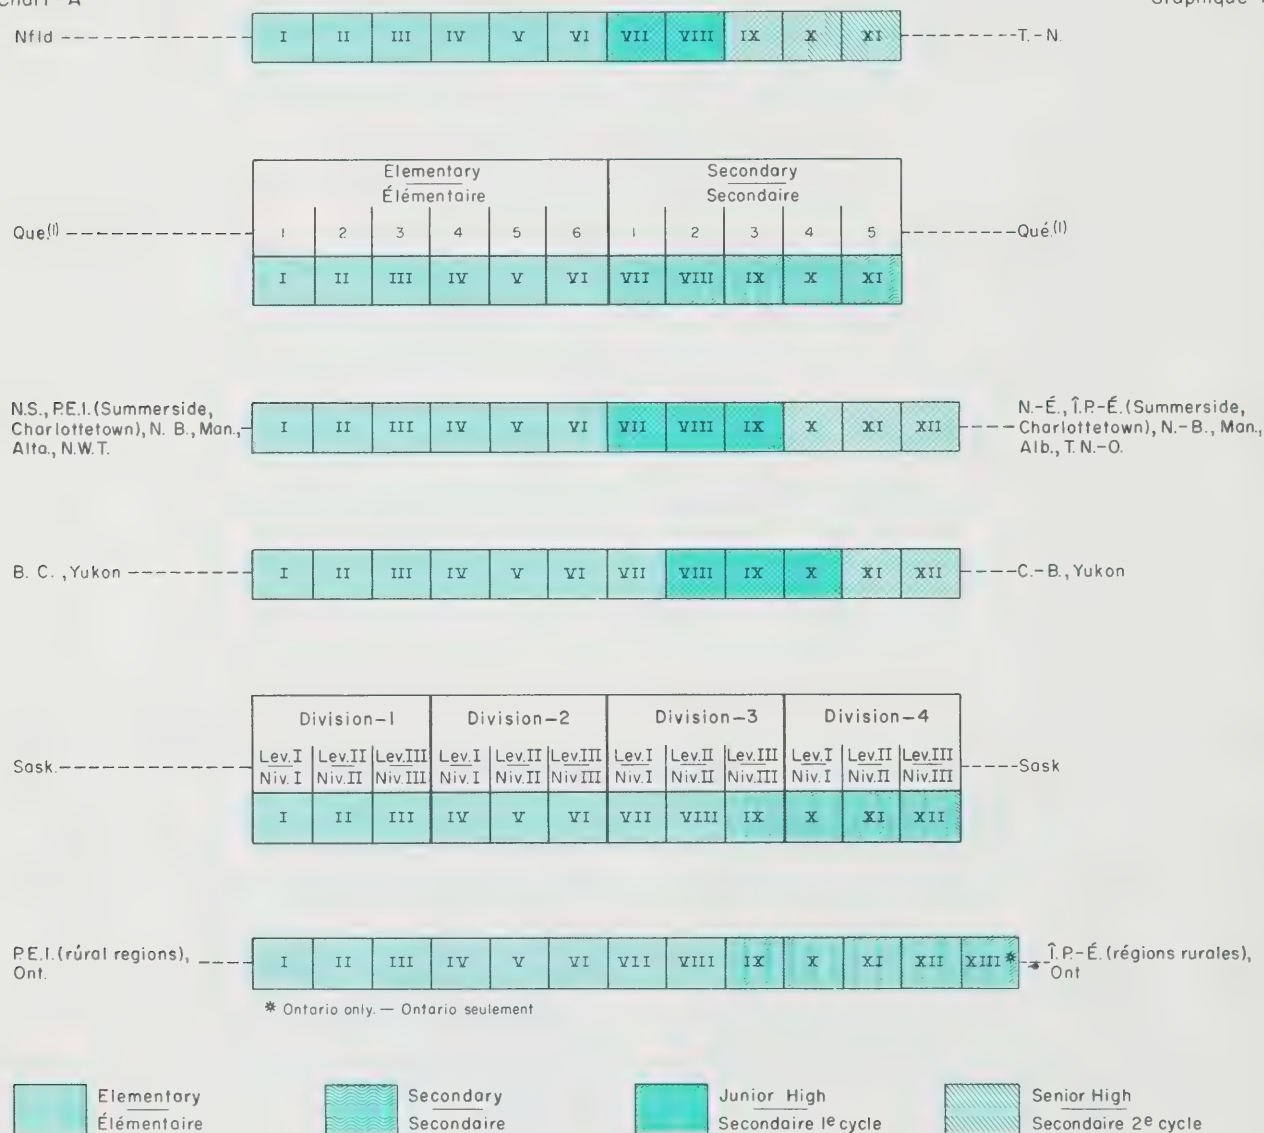 Chart - A
Graphique
Nfld
I II III IV V VI VII VIII IX X XI
T.-N.
Elementary
Élémentaire
Secondary
Secondaire
Que.(1)
1 2 3 4 5 6 1 2 3 4 5
Qué.(1)
I II III IV V VI VII VIII IX X XI
N.S., P.E.I. (Summerside,
Charlottetown), N. B., Man.,
Alta., N.W.T.
I II III IV V VI VII VIII IX X XI XII
N.-É., Î.P.-É. (Summerside,
Charlottetown), N.-B., Man.,
Alb., T. N.-O.
B. C. , Yukon
I II III IV V VI VII VIII IX X XI XII
C.-B., Yukon
Division-1 Division-2 Division-3 Division-4
Sask.
Lev.I Lev.II Lev.III Lev.I Lev.II Lev.III Lev.I Lev.II Lev.III Lev.I Lev.II Lev.III
Niv.I Niv.II Niv.III Niv.I Niv.II Niv III Niv.I Niv.II Niv.III Niv.I Niv.II Niv.III
Sask
I II III IV V VI VII VIII IX X XI XII
P.E.I. (rúral regions),
Ont.
I II III IV V VI VII VIII IX X XI XII XIII*
Î.P.-É. (régions rurales),
Ont
* Ontario only. — Ontario seulement
Elementary
Élémentaire
Secondary
Secondaire
Junior High
Secondaire 1e cycle
Senior High
Secondaire 2e cycle